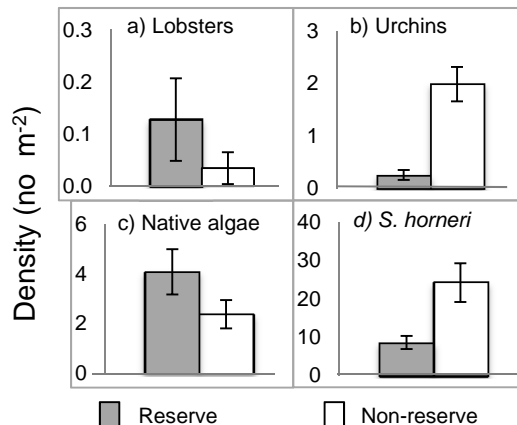 Density (no m-2)
a) Lobsters
0.3
0.2
0.1
0.0
b) Urchins
3
2
1
0
c) Native algae
6
4
2
0
d) S. horneri
40
30
20
10
0
Reserve
Non-reserve